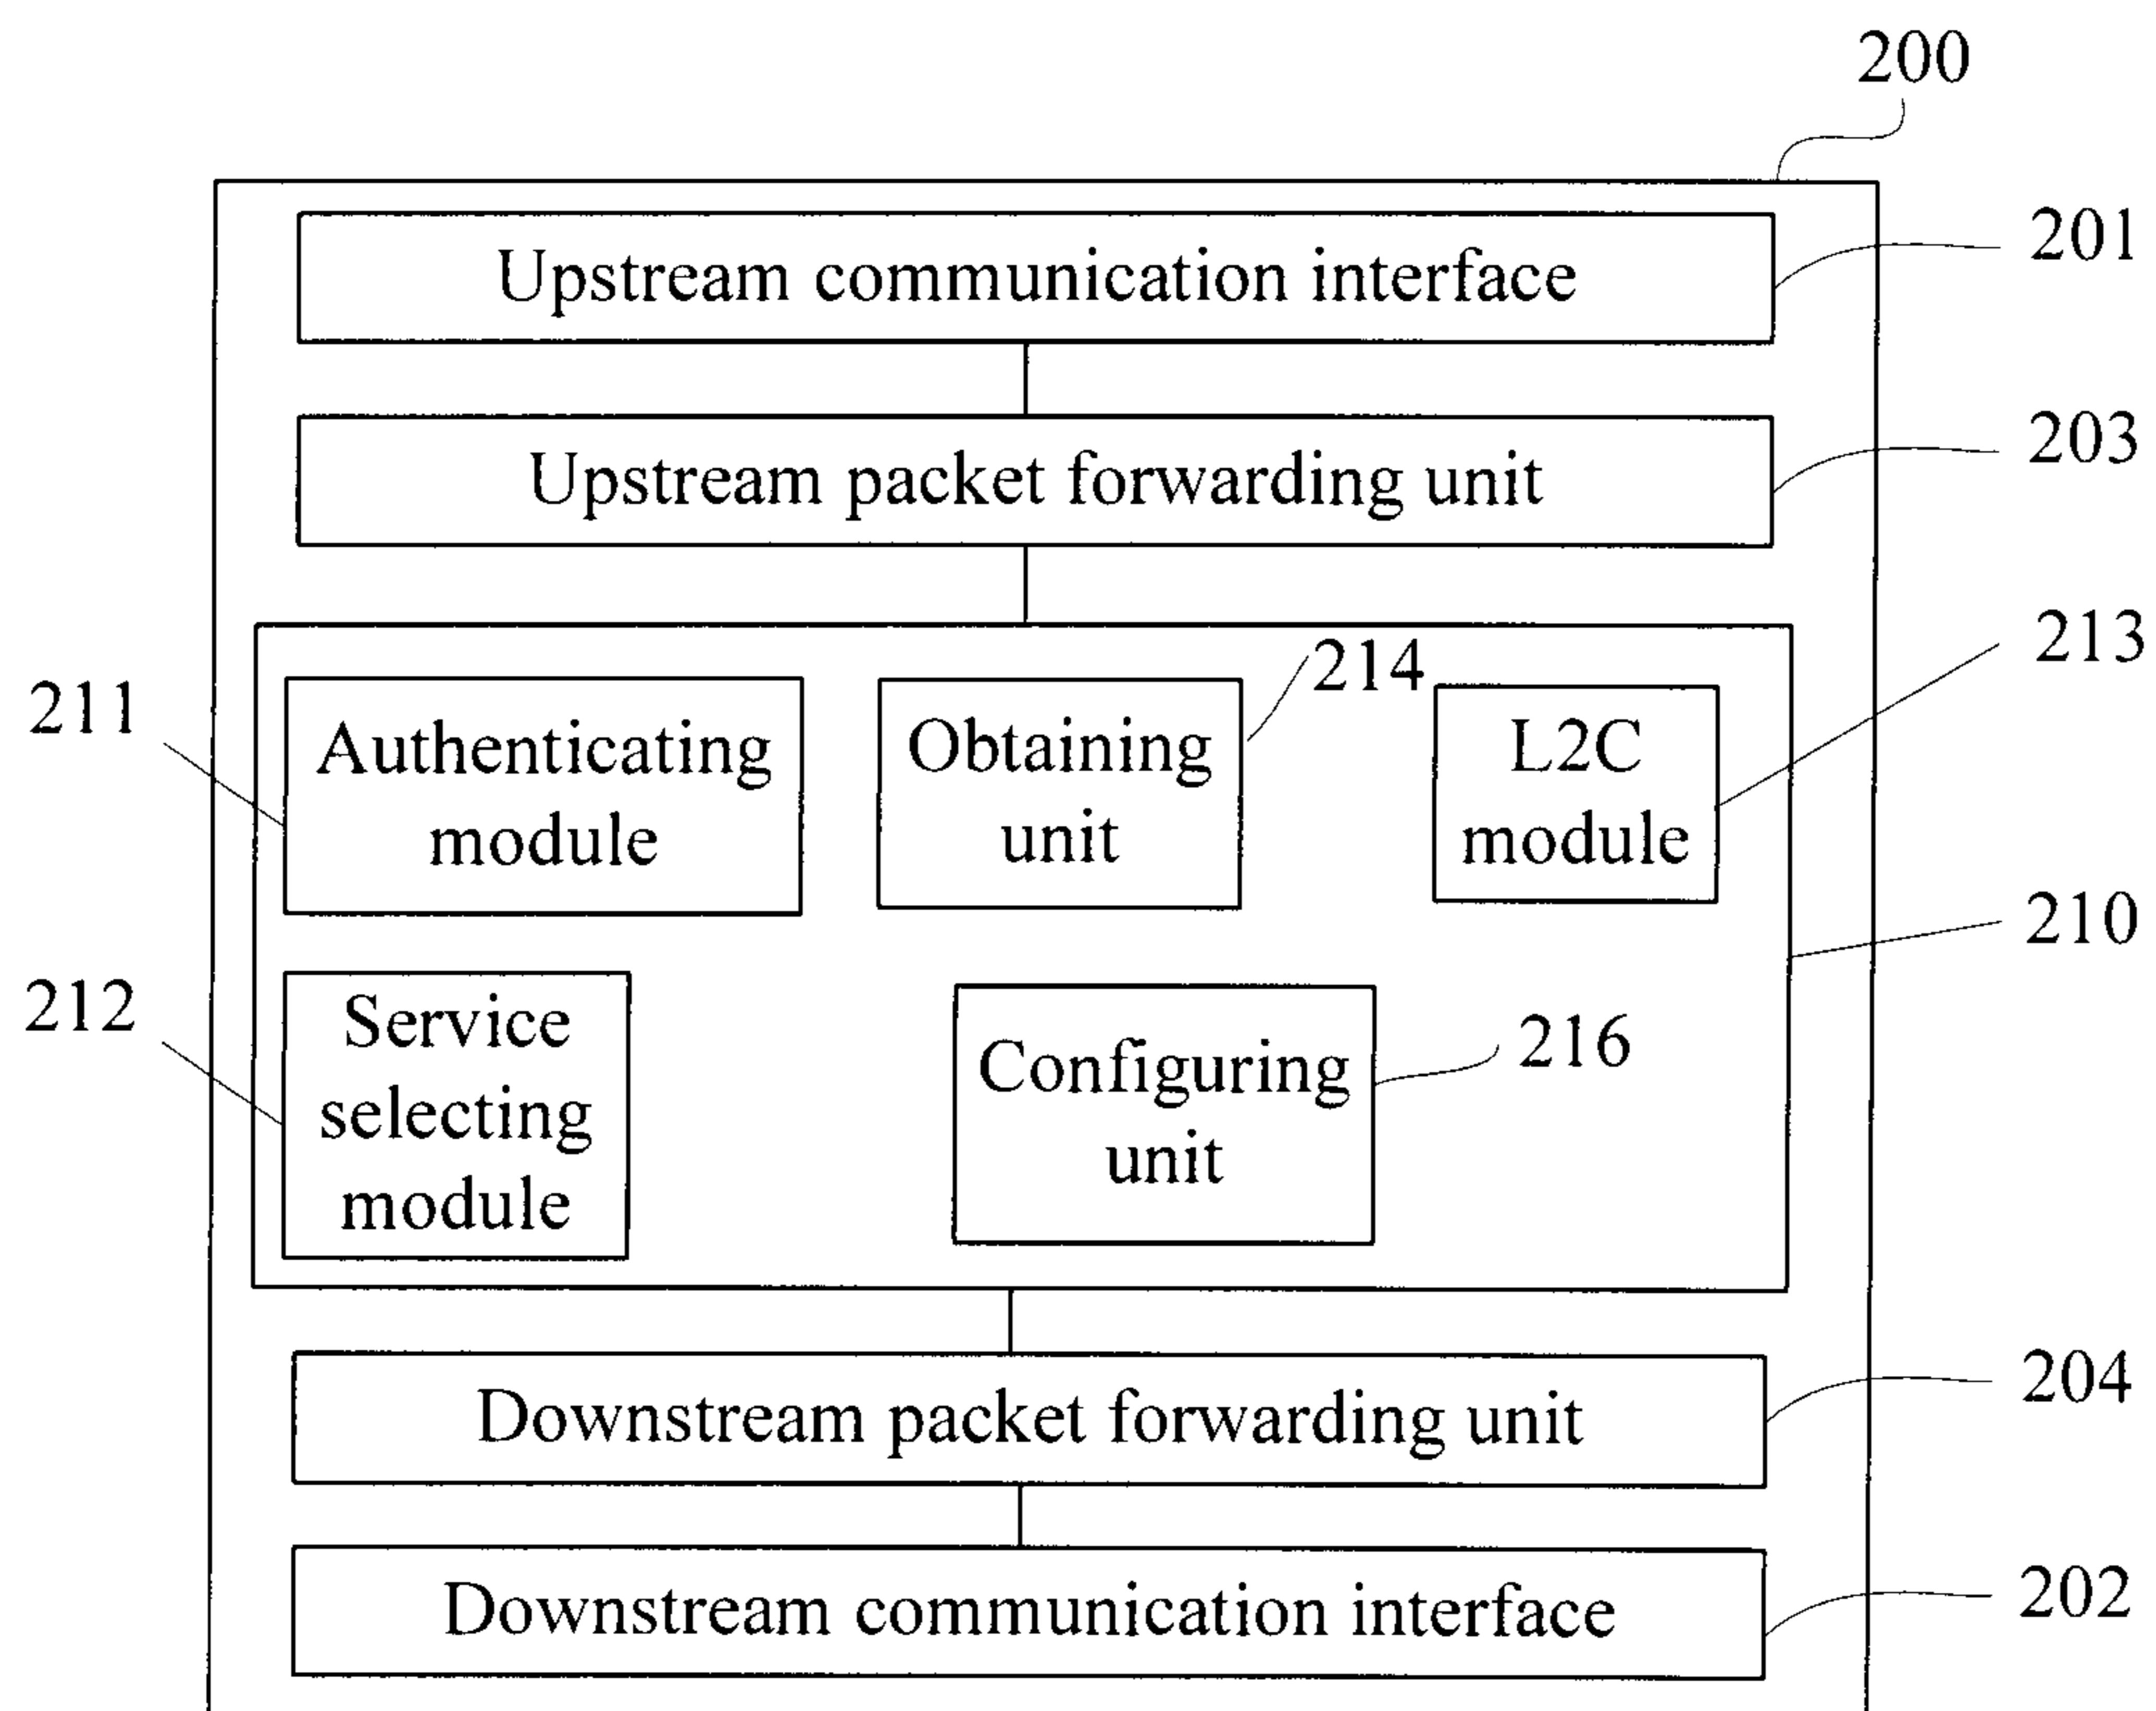 200
Upstream communication interface
201
Upstream packet forwarding unit
203
211
Authenticating
module
Obtaining
unit
214
L2C
module
213
210
212
Service
selecting
module
Configuring
unit
216
Downstream packet forwarding unit
204
Downstream communication interface
202